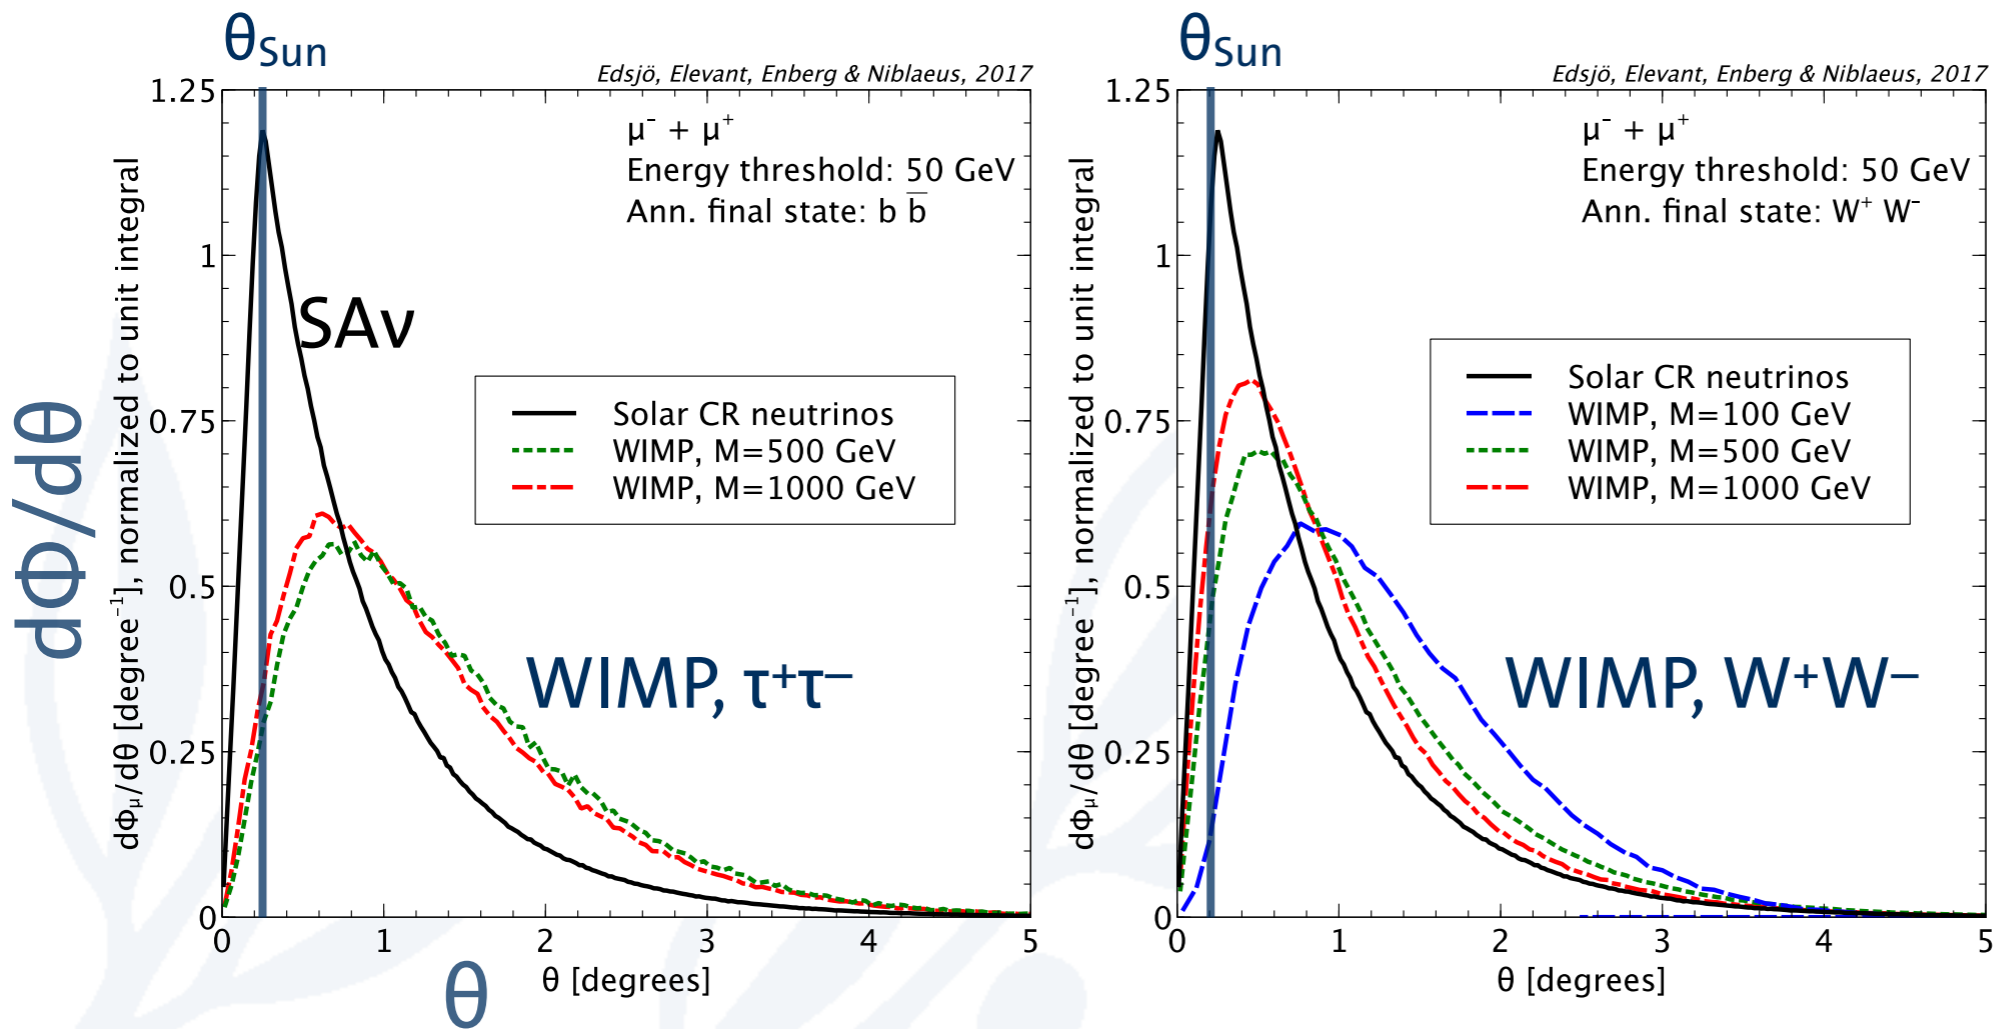 θSun
Edsjö, Elevant, Enberg & Niblaeus, 2017
μ⁻ + μ⁺
Energy threshold: 50 GeV
Ann. final state: b b̅
SAν
Solar CR neutrinos
WIMP, M=500 GeV
WIMP, M=1000 GeV
WIMP, τ⁺τ⁻
dΦ/dθ
dΦμ/dθ [degree⁻¹], normalized to unit integral
1.25
1
0.75
0.5
0.25
0
0 1 2 3 4 5
θ [degrees]
θ
θSun
Edsjö, Elevant, Enberg & Niblaeus, 2017
μ⁻ + μ⁺
Energy threshold: 50 GeV
Ann. final state: W⁺ W⁻
Solar CR neutrinos
WIMP, M=100 GeV
WIMP, M=500 GeV
WIMP, M=1000 GeV
WIMP, W⁺W⁻
dΦμ/dθ [degree⁻¹], normalized to unit integral
1.25
1
0.75
0.5
0.25
0
0 1 2 3 4 5
θ [degrees]